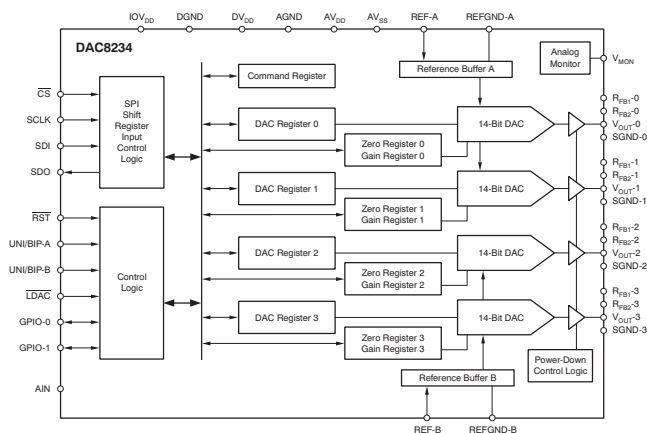 IOVDD DGND DVDD AGND AVDD AVSS REF-A REFGND-A
DAC8234
Analog
Monitor
VMON
Reference Buffer A
Command Register
CS
SCLK
SDI
SDO
SPI
Shift
Register
Input
Control
Logic
DAC Register 0
14-Bit DAC
Zero Register 0
Gain Register 0
RFB1-0
RFB2-0
VOUT-0
SGND-0
DAC Register 1
14-Bit DAC
Zero Register 1
Gain Register 1
RFB1-1
RFB2-1
VOUT-1
SGND-1
RST
UNI/BIP-A
UNI/BIP-B
LDAC
GPIO-0
GPIO-1
AIN
Control
Logic
DAC Register 2
14-Bit DAC
Zero Register 2
Gain Register 2
RFB1-2
RFB2-2
VOUT-2
SGND-2
DAC Register 3
14-Bit DAC
Zero Register 3
Gain Register 3
RFB1-3
RFB2-3
VOUT-3
SGND-3
Power-Down
Control Logic
Reference Buffer B
REF-B REFGND-B